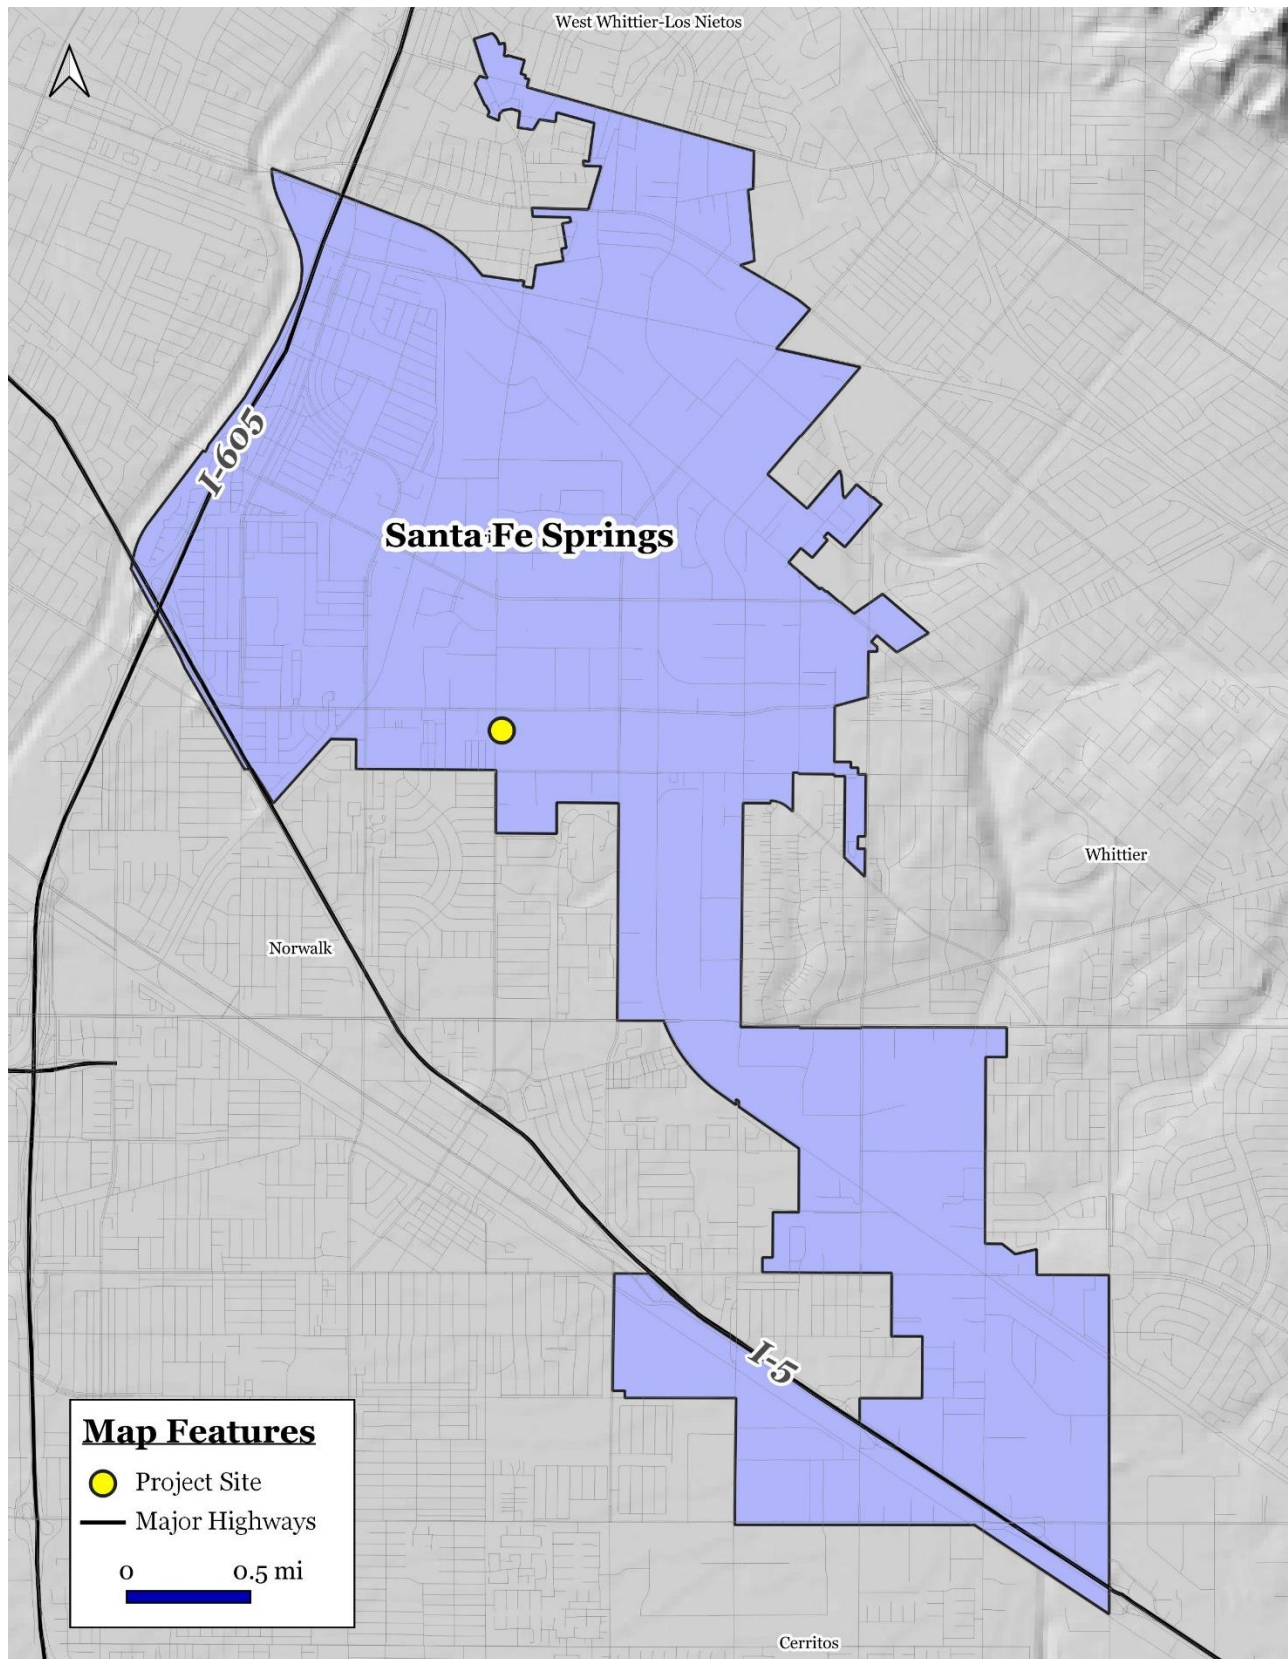 West Whittier-Los Nietos
I-605
Santa Fe Springs
Whittier
Norwalk
I-5
Map Features
Project Site
Major Highways
0 0.5 mi
Cerritos